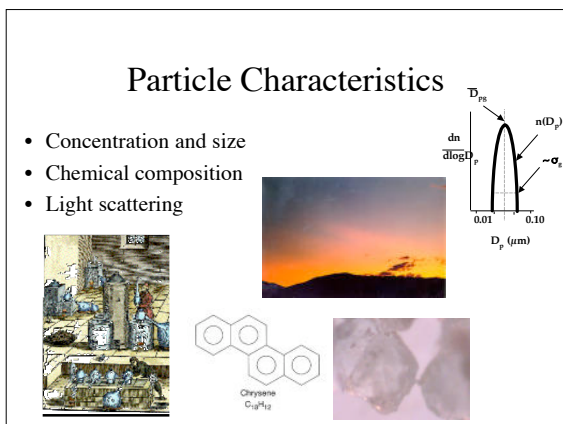 Particle Characteristics
• Concentration and size
• Chemical composition
• Light scattering
D̅pg
n(Dp)
dn
dlogDp
~σg
0.01 0.10
Dp (μm)
Chrysene
C18H12